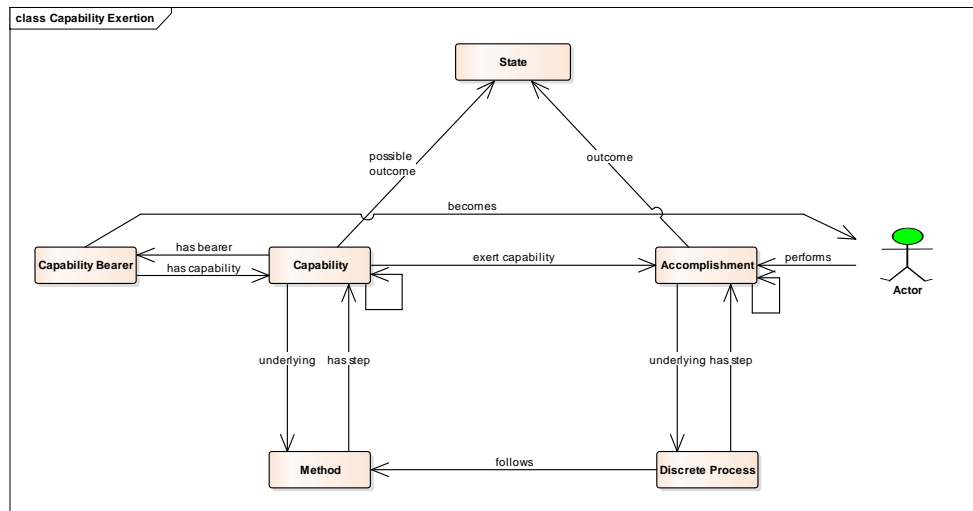 class Capability Exertion
State
possible
outcome
outcome
becomes
has bearer
Capability Bearer
Capability
exert capability
Accomplishment
performs
has capability
Actor
underlying
has step
underlying
has step
Method
follows
Discrete Process